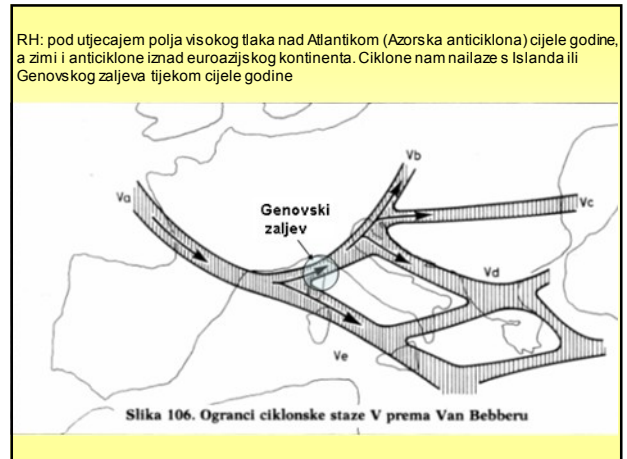 RH: pod utjecajem polja visokog tlaka nad Atlantikom (Azorska anticiklona) cijele godine,
a zimi i anticiklone iznad euroazijskog kontinenta. Ciklone nam nailaze s Islanda ili
Genovskog zaljeva tijekom cijele godine
Vb
Va
Vc
Genovski
zaljev
Vd
Ve
Slika 106. Ogranci ciklonske staze V prema Van Bebberu